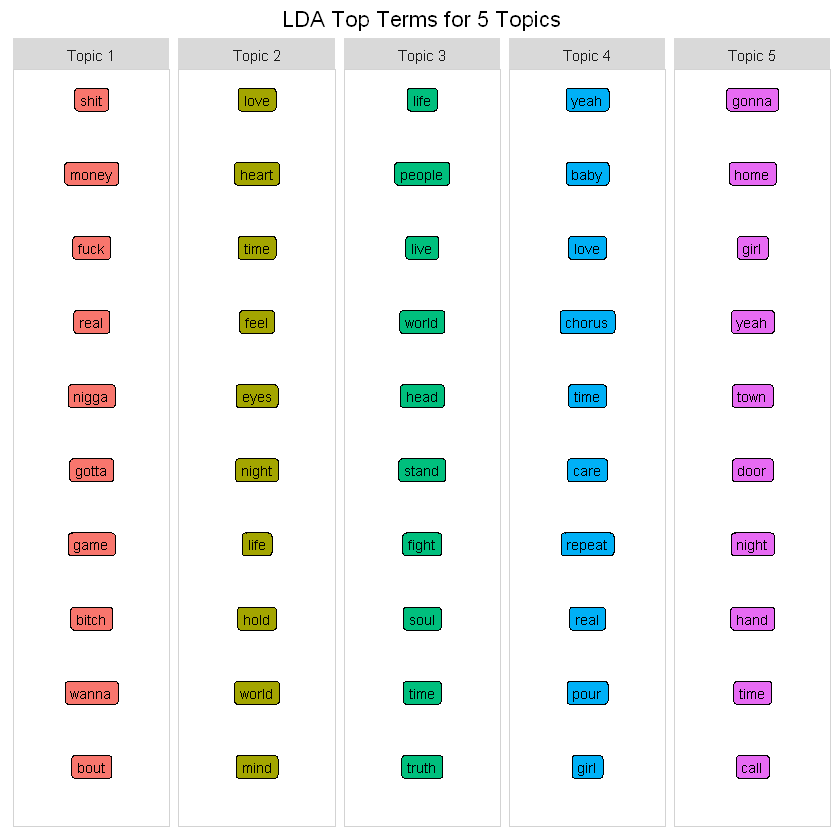 LDA Top Terms for 5 Topics
Topic 1 Topic 2 Topic 3 Topic 4 Topic 5
shit love life yeah gonna
money heart people baby home
fuck time live love girl
real feel world chorus yeah
nigga eyes head time town
gotta night stand care door
game life fight repeat night
bitch hold soul real hand
wanna world time pour time
bout mind truth girl call